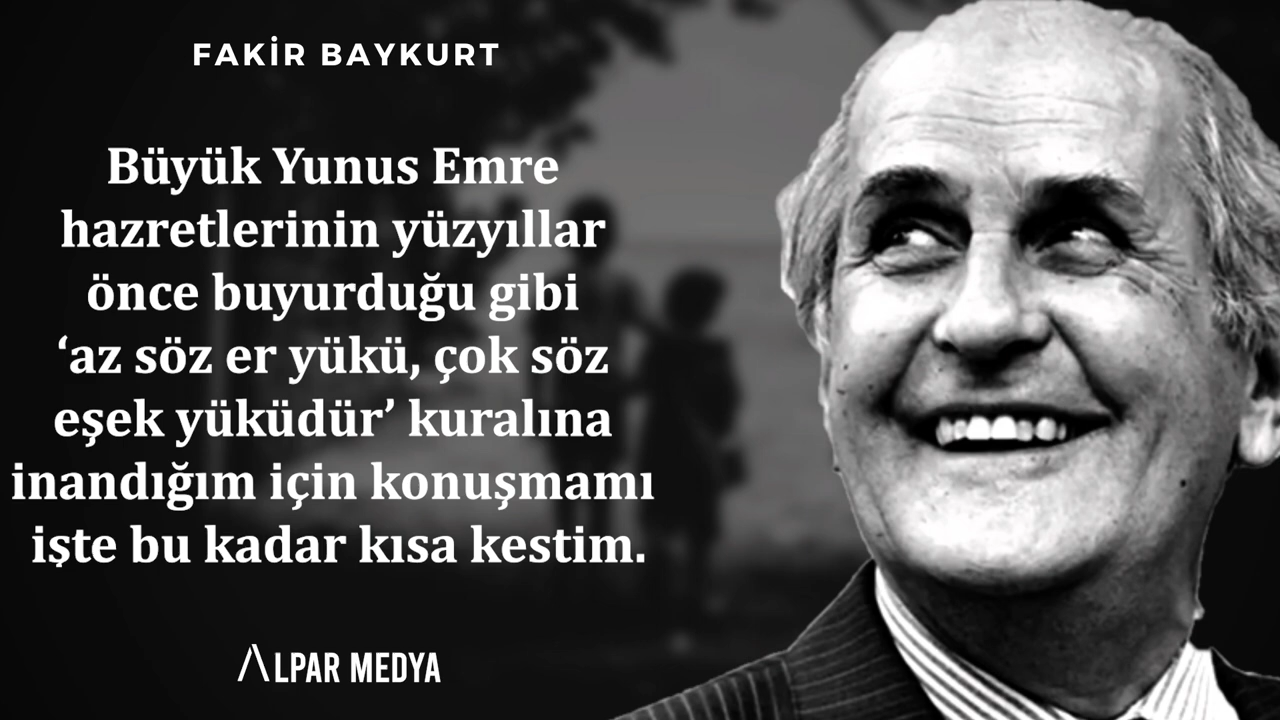 FAKİR BAYKURT
Büyük Yunus Emre
hazretlerinin yüzyıllar
önce buyurduğu gibi
‘az söz er yükü, çok söz
eşek yüküdür’ kuralına
inandığım için konuşmamı
işte bu kadar kısa kestim.
ALPAR MEDYA